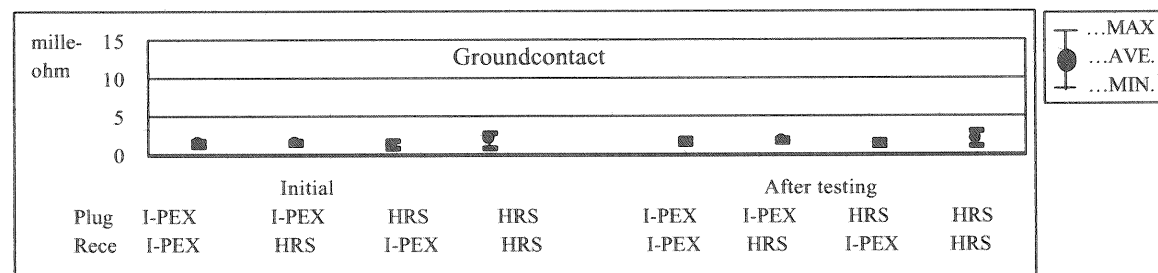 mille-
ohm
15
10
5
0
Groundcontact
...MAX
...AVE.
...MIN.
Initial After testing
Plug I-PEX I-PEX HRS HRS I-PEX I-PEX HRS HRS
Rece I-PEX HRS I-PEX HRS I-PEX HRS I-PEX HRS